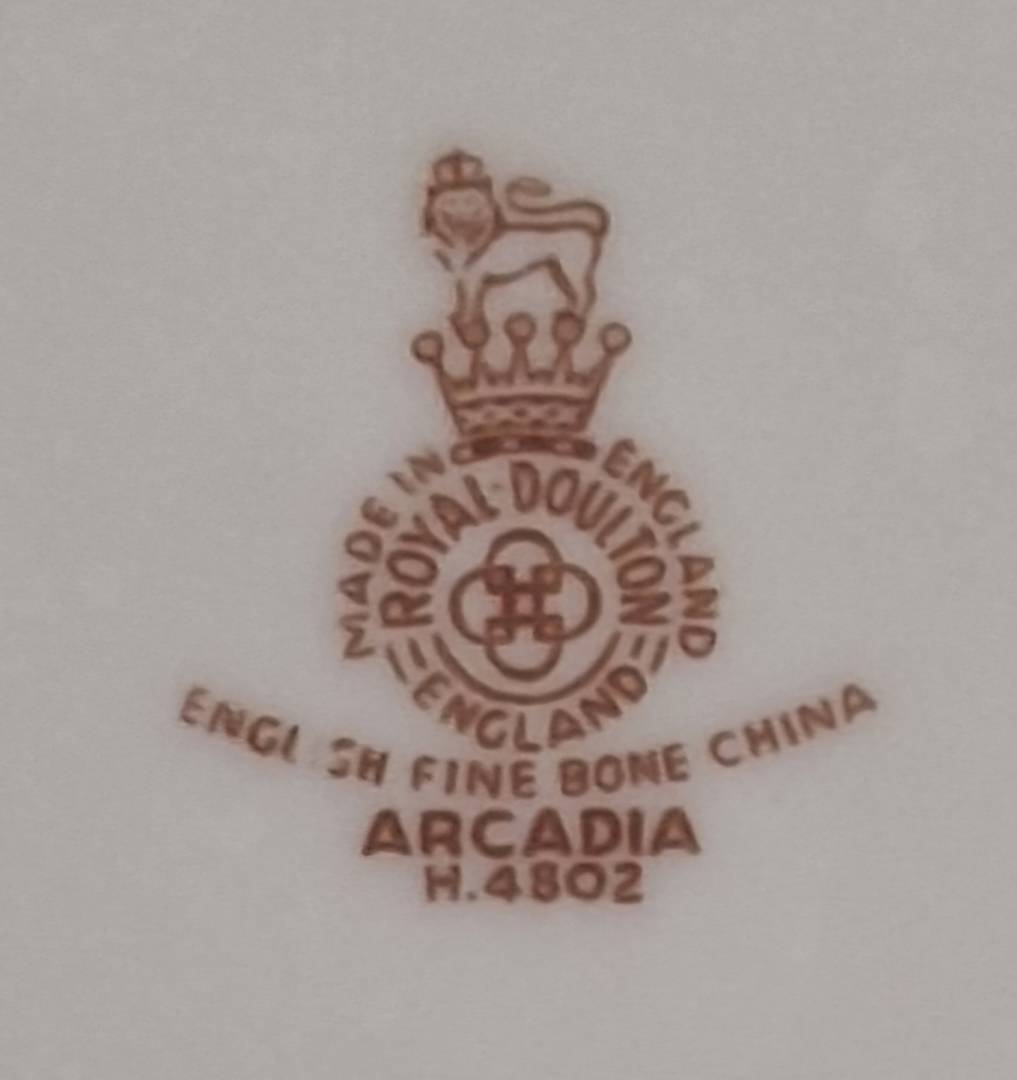 MADE IN ENGLAND
ROYAL DOULTON
ENGLAND
ENGLISH FINE BONE CHINA
ARCADIA
H.4802